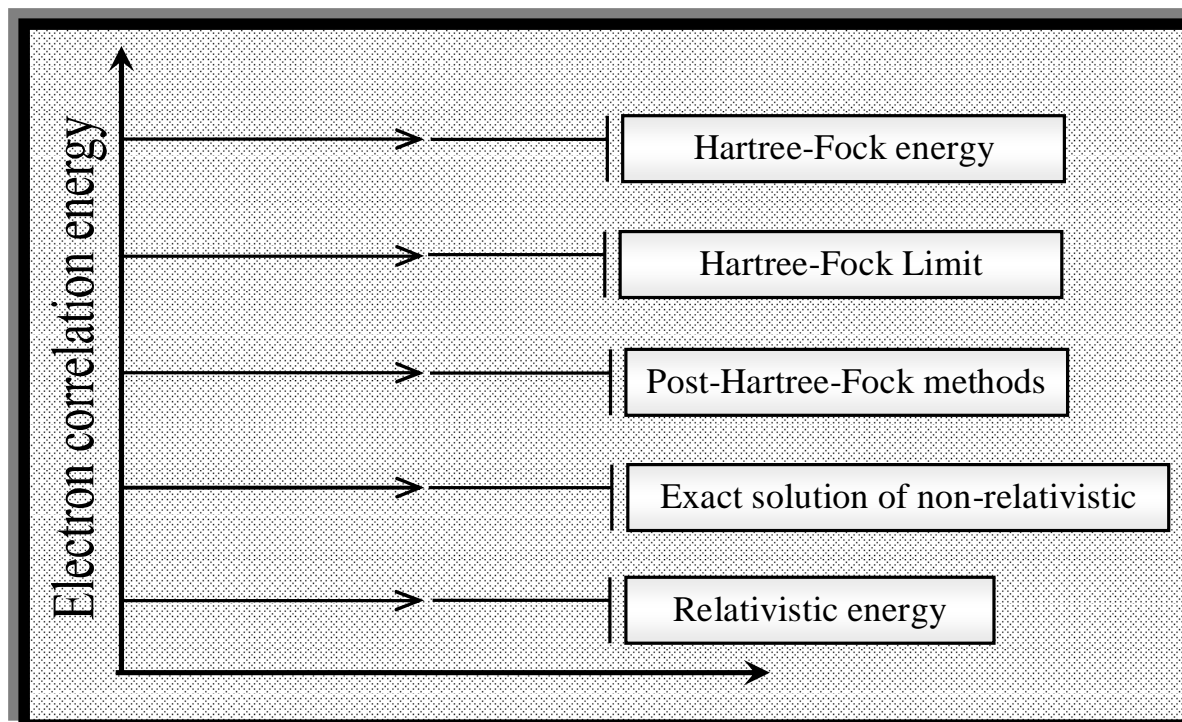 Electron correlation energy
Hartree-Fock energy
Hartree-Fock Limit
Post-Hartree-Fock methods
Exact solution of non-relativistic
Relativistic energy